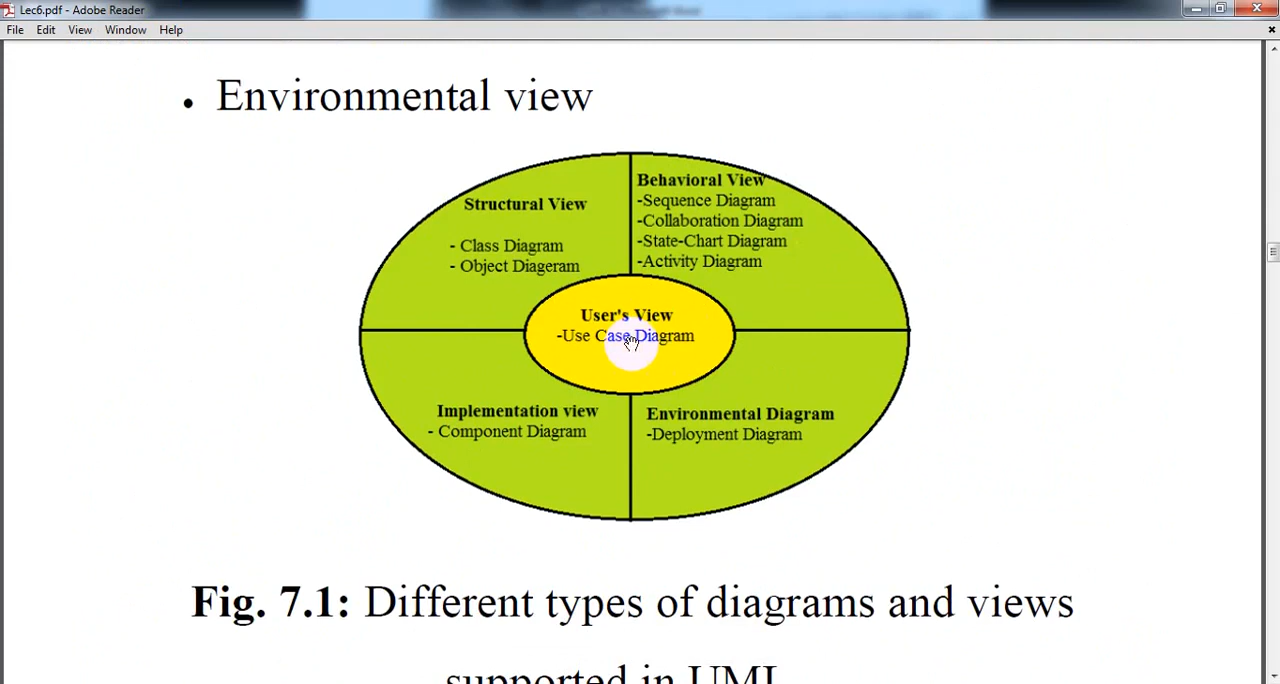 Lec6.pdf - Adobe Reader
File Edit View Window Help
• Environmental view
Structural View
- Class Diagram
- Object Diageram
Behavioral View
-Sequence Diagram
-Collaboration Diagram
-State-Chart Diagram
-Activity Diagram
User's View
-Use Case Diagram
Implementation view
- Component Diagram
Environmental Diagram
-Deployment Diagram
Fig. 7.1: Different types of diagrams and views
supported in UML